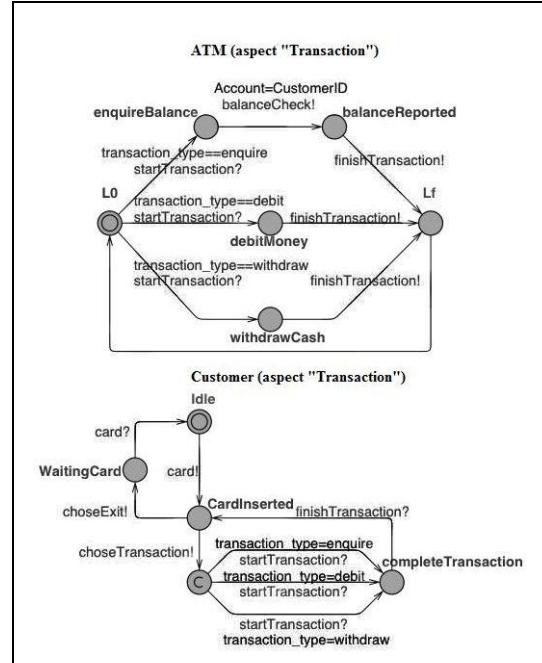 ATM (aspect "Transaction")
Account=CustomerID
enquireBalance
balanceCheck!
balanceReported
transaction_type==enquire
startTransaction?
finishTransaction!
L0
Lf
transaction_type==debit
startTransaction?
finishTransaction!
debitMoney
transaction_type==withdraw
startTransaction?
finishTransaction!
withdrawCash
Customer (aspect "Transaction")
Idle
card?
WaitingCard
card!
CardInserted
finishTransaction?
choseExit!
choseTransaction!
transaction_type=enquire
startTransaction?
completeTransaction
C
transaction_type=debit
startTransaction?
startTransaction?
transaction_type=withdraw